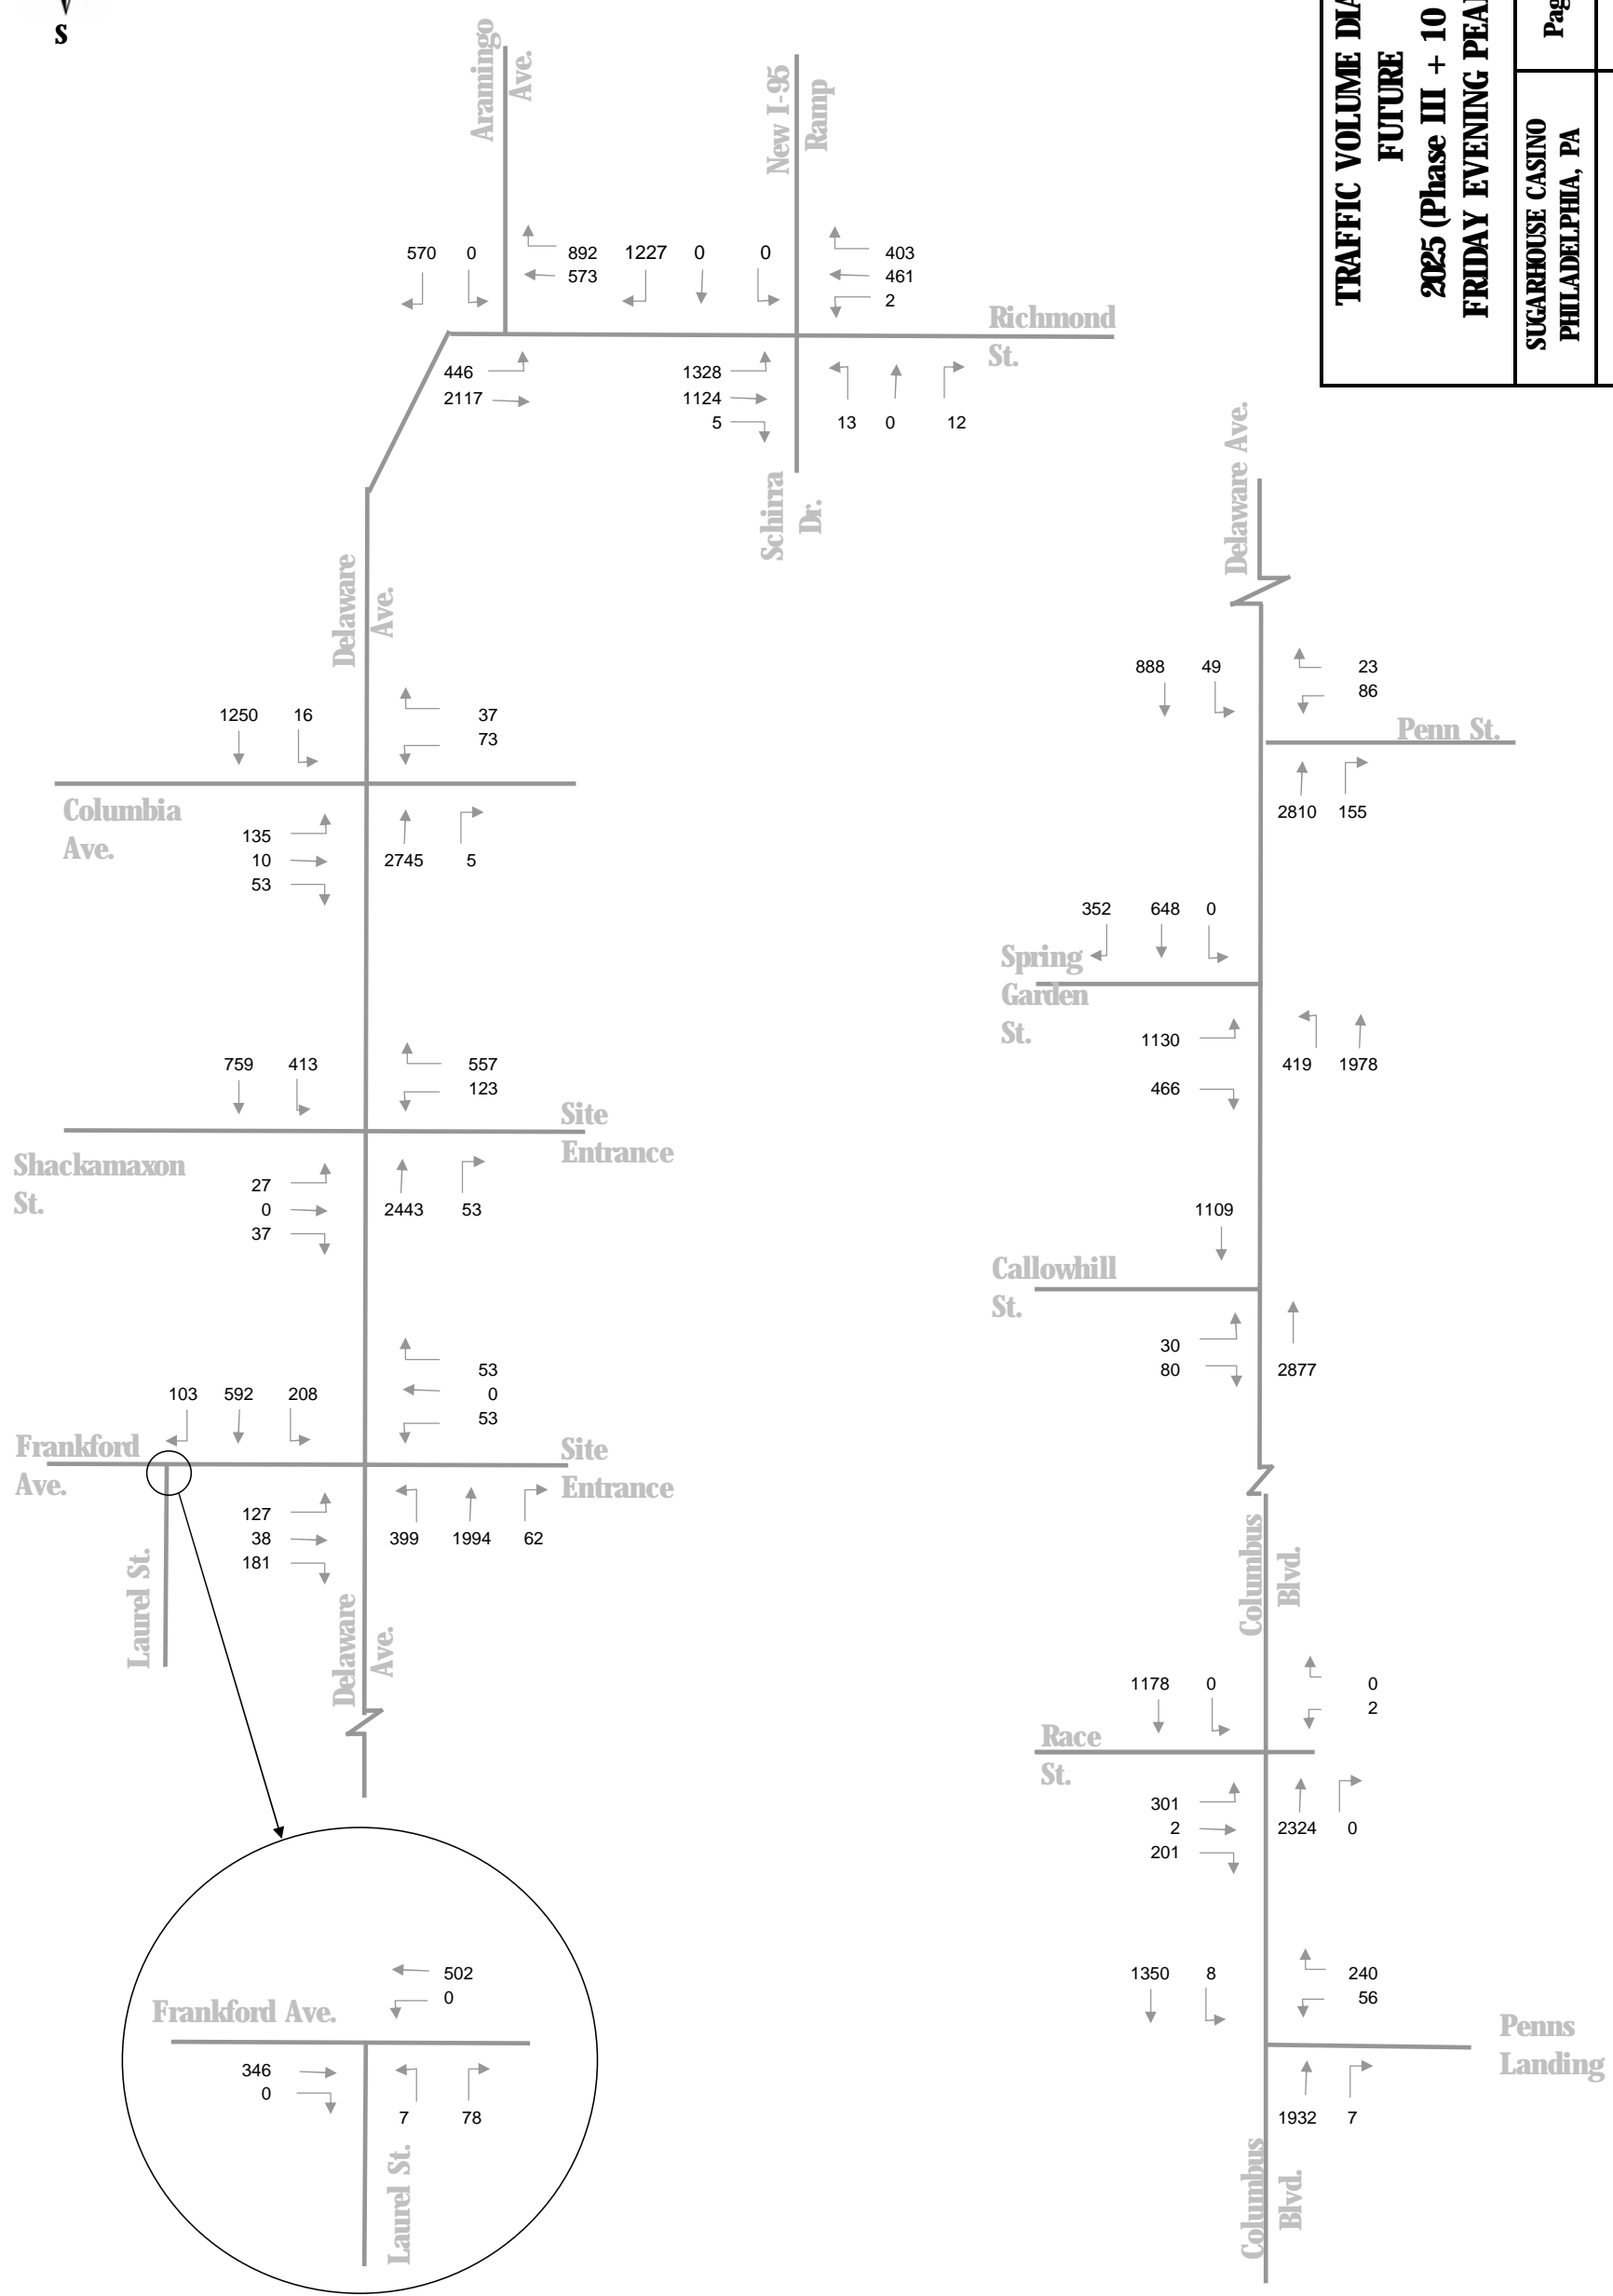 S
Aramingo
Ave.
New I-95
Ramp
TRAFFIC VOLUME
FUTURE
2025 (Phase III + 10
FRIDAY EVENING
SUGARHOUSE CASINO
PHILADELPHIA, PA
570 0 892 1227 0 0 403
573 461
2
Richmond
St.
446 1328
2117 1124
5 13 0 12
Schirra
Dr.
Delaware Ave.
Delaware
Ave.
888 49 23
86
Penn St.
2810 155
1250 16 37
73
Columbia
Ave.
135
10 2745 5
53
352 648 0
Spring
Garden
St.
1130
419 1978
466
759 413 557
123
Site
Entrance
Shackamaxon
St.
27
0 2443 53
37
1109
Callowhill
St.
30
80 2877
53
103 592 208 0
53
Frankford
Ave.
Site
Entrance
127
38 399 1994 62
181
Laurel St.
Delaware
Ave.
Columbus
Blvd.
1178 0 0
2
Race
St.
301
2 2324 0
201
502
0
Frankford Ave.
346
0
7 78
Laurel St.
1350 8 240
56
Penns
Landing
1932 7
Columbus
Blvd.